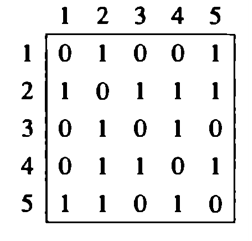 1 2 3 4 5
1 0 1 0 0 1
2 1 0 1 1 1
3 0 1 0 1 0
4 0 1 1 0 1
5 1 1 0 1 0